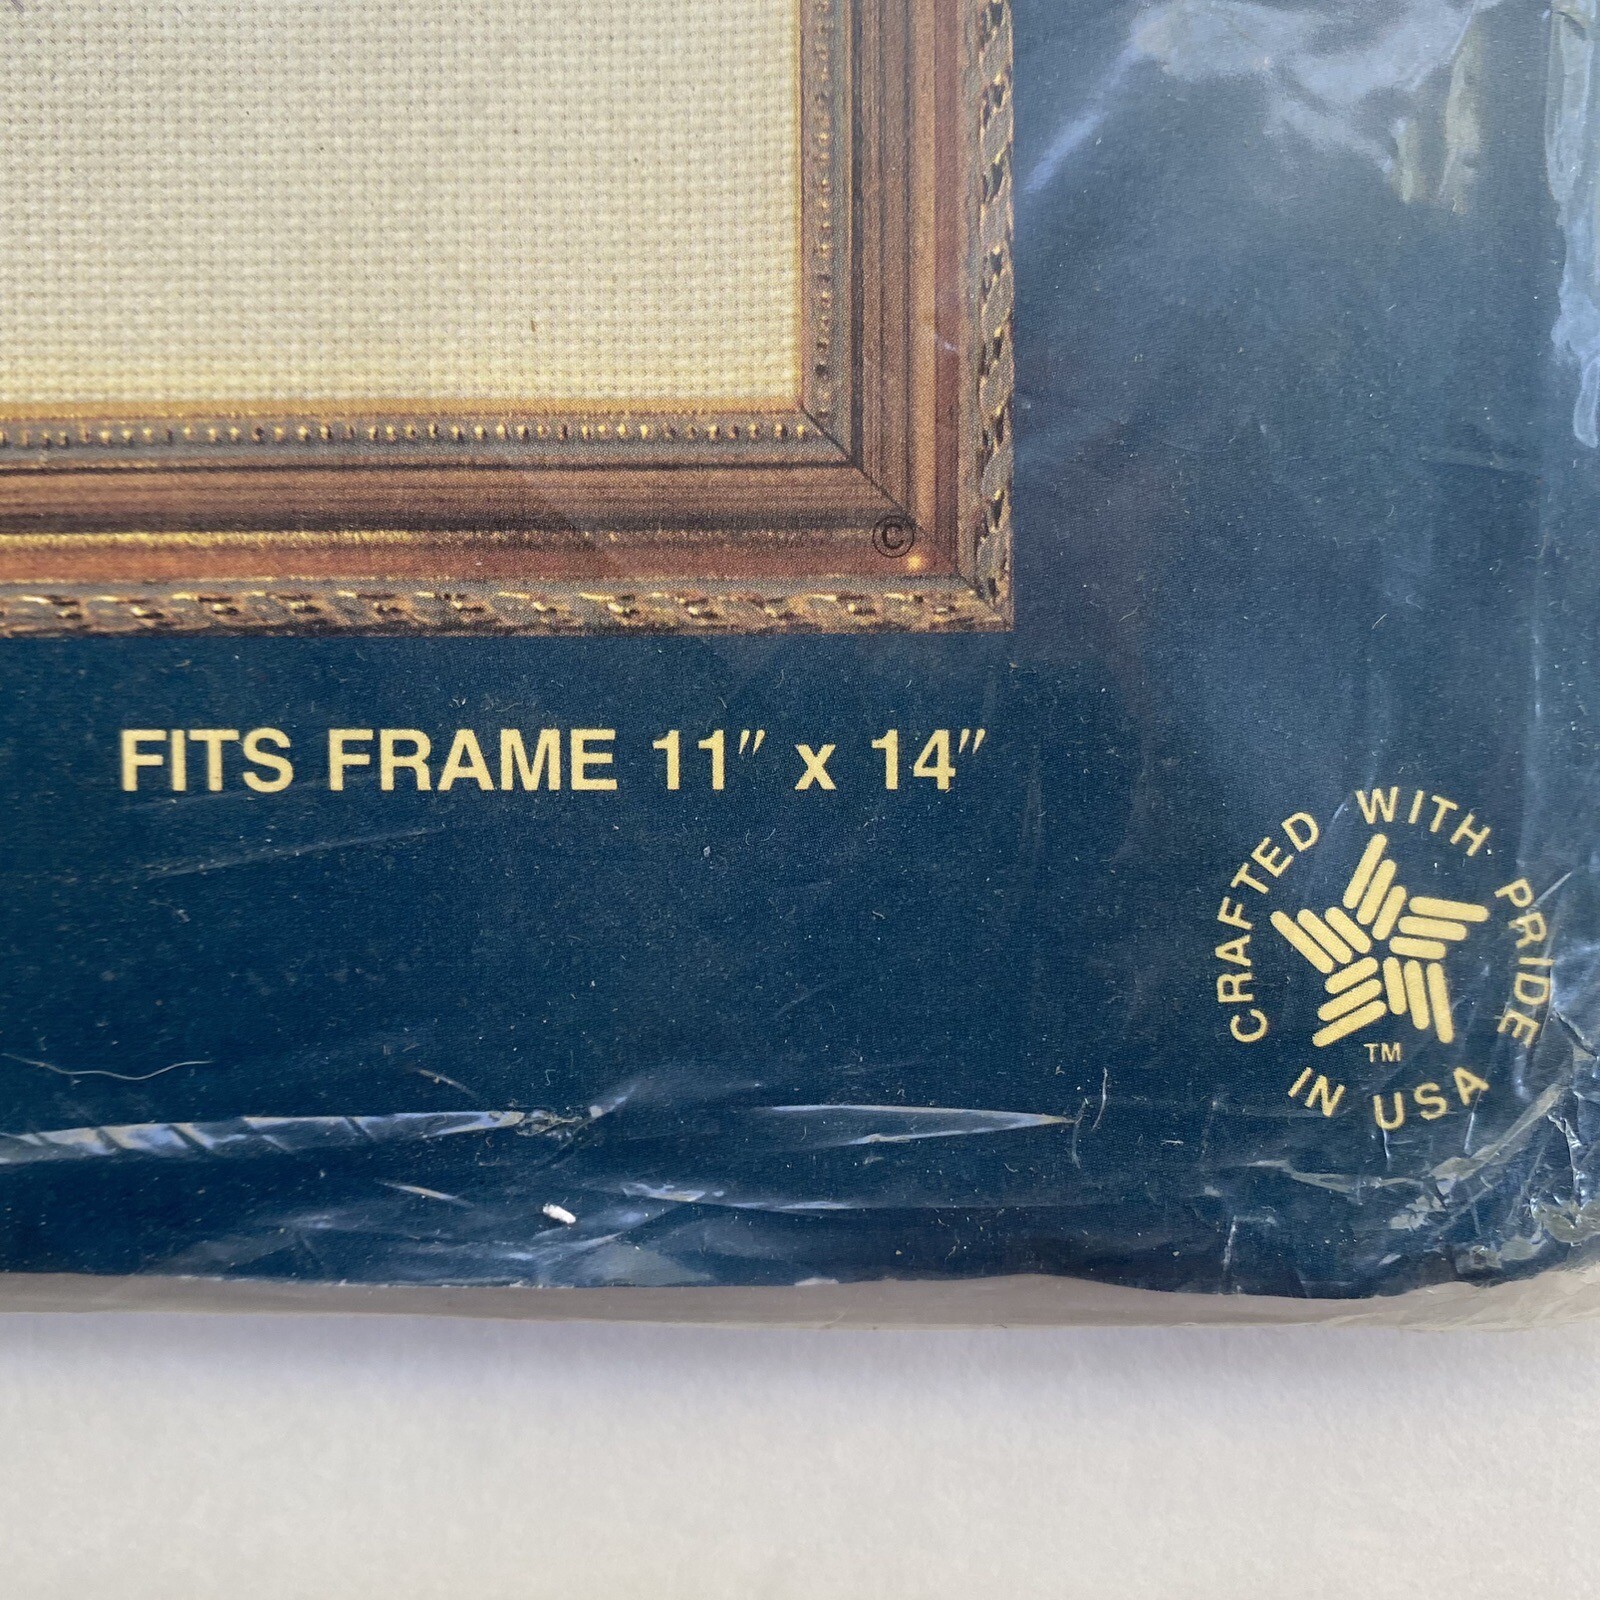 ©
FITS FRAME 11" x 14"
CRAFTED WITH PRIDE
TM
IN USA